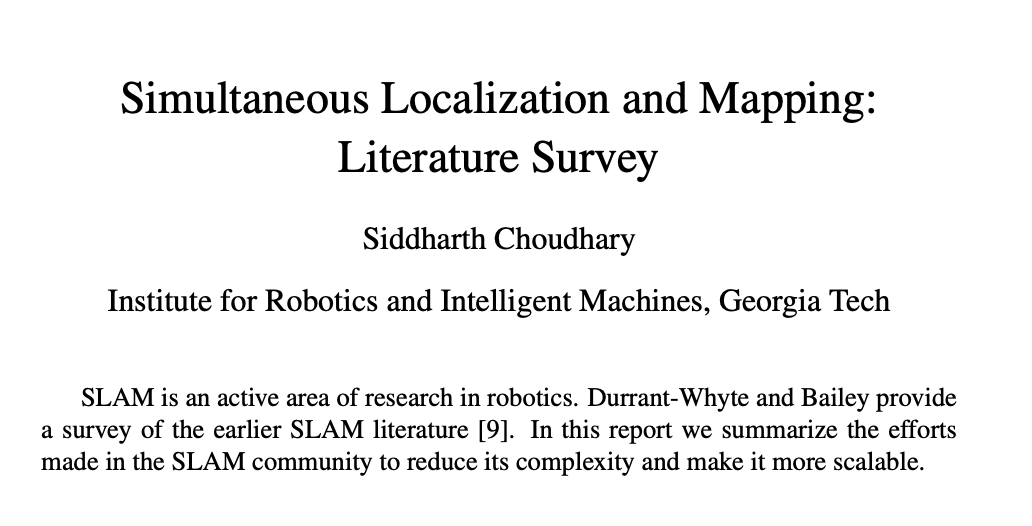 Simultaneous Localization and Mapping:
Literature Survey
Siddharth Choudhary
Institute for Robotics and Intelligent Machines, Georgia Tech
SLAM is an active area of research in robotics. Durrant-Whyte and Bailey provide
a survey of the earlier SLAM literature [9]. In this report we summarize the efforts
made in the SLAM community to reduce its complexity and make it more scalable.